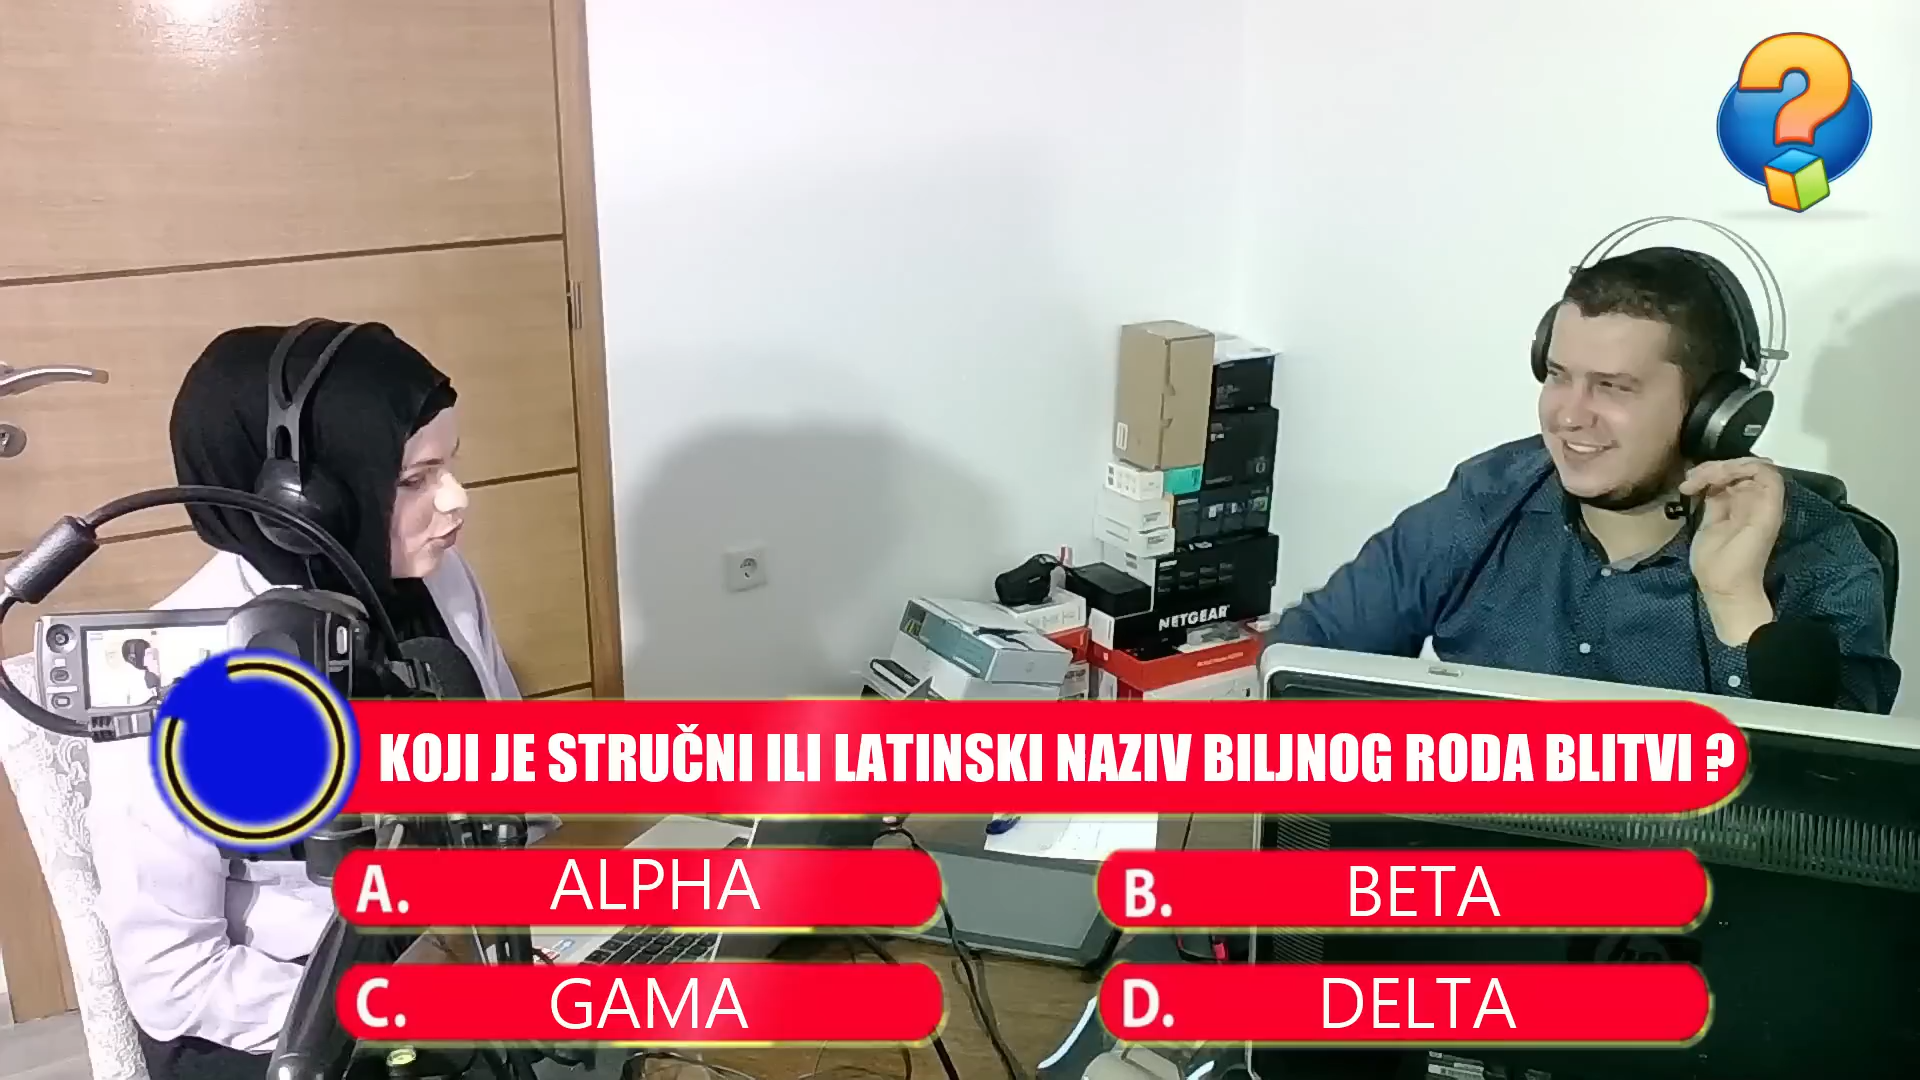 NETGEAR
KOJI JE STRUČNI ILI LATINSKI NAZIV BILJNOG RODA BLITVI ?
A. ALPHA
B. BETA
C. GAMA
D. DELTA